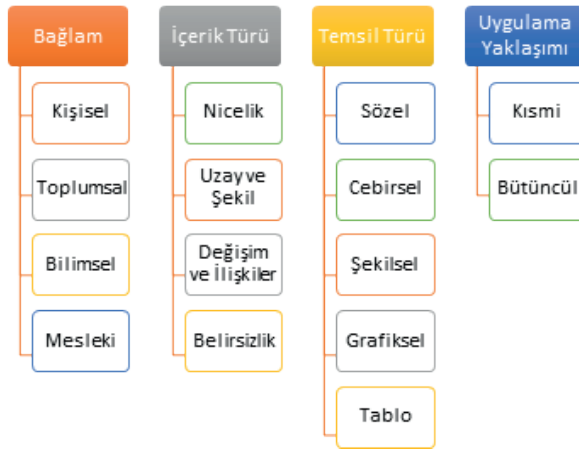 Bağlam
Kişisel
Toplumsal
Bilimsel
Mesleki
İçerik Türü
Nicelik
Uzay ve
Şekil
Değişim
ve İlişkiler
Belirsizlik
Temsil Türü
Sözel
Cebirsel
Şekilsel
Grafiksel
Tablo
Uygulama
Yaklaşımı
Kısmi
Bütüncül